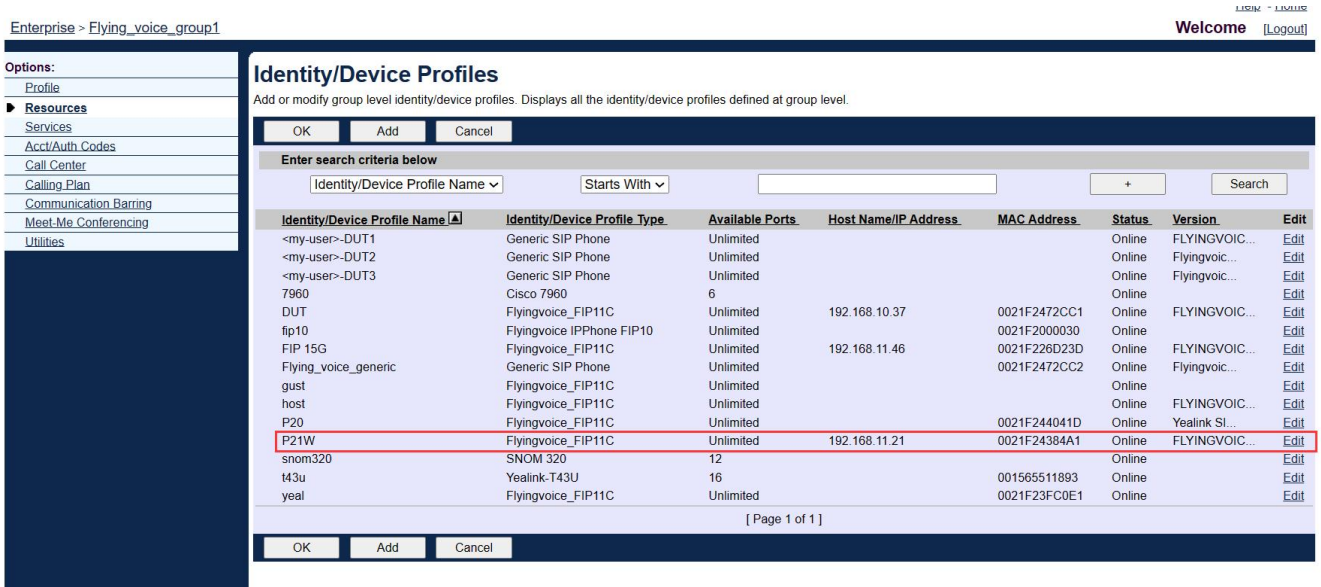 Help - Home
Enterprise > Flying_voice_group1
Welcome [Logout]
Options:
Profile
Resources
Services
Acct/Auth Codes
Call Center
Calling Plan
Communication Barring
Meet-Me Conferencing
Utilities
Identity/Device Profiles
Add or modify group level identity/device profiles. Displays all the identity/device profiles defined at group level.
OK Add Cancel
Enter search criteria below
Identity/Device Profile Name Starts With + Search
Identity/Device Profile Name Identity/Device Profile Type Available Ports Host Name/IP Address MAC Address Status Version Edit
<my-user>-DUT1 Generic SIP Phone Unlimited Online FLYINGVOIC... Edit
<my-user>-DUT2 Generic SIP Phone Unlimited Online Flyingvoic... Edit
<my-user>-DUT3 Generic SIP Phone Unlimited Online Flyingvoic... Edit
7960 Cisco 7960 6 Online Edit
DUT Flyingvoice_FIP11C Unlimited 192.168.10.37 0021F2472CC1 Online FLYINGVOIC... Edit
fip10 Flyingvoice IPPhone FIP10 Unlimited 0021F2000030 Online Edit
FIP 15G Flyingvoice_FIP11C Unlimited 192.168.11.46 0021F226D23D Online FLYINGVOIC... Edit
Flying_voice_generic Generic SIP Phone Unlimited 0021F2472CC2 Online Flyingvoic... Edit
gust Flyingvoice_FIP11C Unlimited Online Edit
host Flyingvoice_FIP11C Unlimited Online FLYINGVOIC... Edit
P20 Flyingvoice_FIP11C Unlimited 0021F244041D Online Yealink SI... Edit
P21W Flyingvoice_FIP11C Unlimited 192.168.11.21 0021F24384A1 Online FLYINGVOIC... Edit
snom320 SNOM 320 12 Online Edit
t43u Yealink-T43U 16 001565511893 Online Edit
yeal Flyingvoice_FIP11C Unlimited 0021F23FC0E1 Online Edit
[ Page 1 of 1 ]
OK Add Cancel